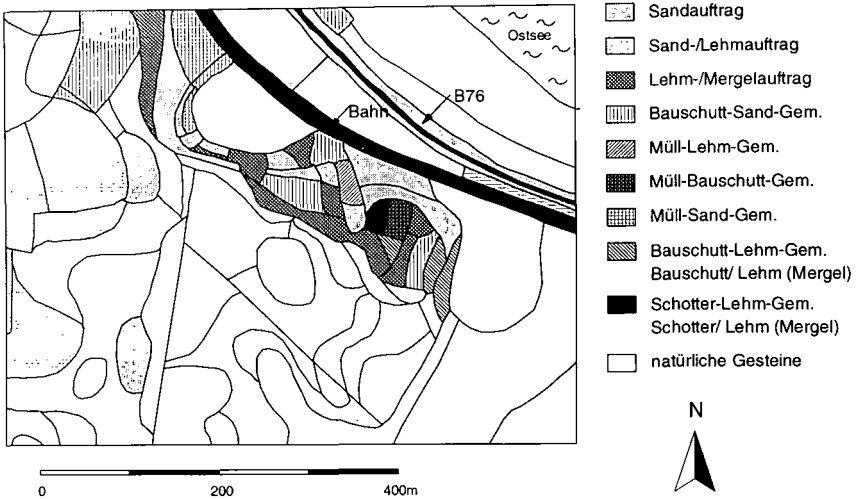 Ostsee
B76
Bahn
Sandauftrag
Sand-/Lehmauftrag
Lehm-/Mergelauftrag
Bauschutt-Sand-Gem.
Müll-Lehm-Gem.
Müll-Bauschutt-Gem.
Müll-Sand-Gem.
Bauschutt-Lehm-Gem.
Bauschutt/ Lehm (Mergel)
Schotter-Lehm-Gem.
Schotter/ Lehm (Mergel)
natürliche Gesteine
N
0 200 400m